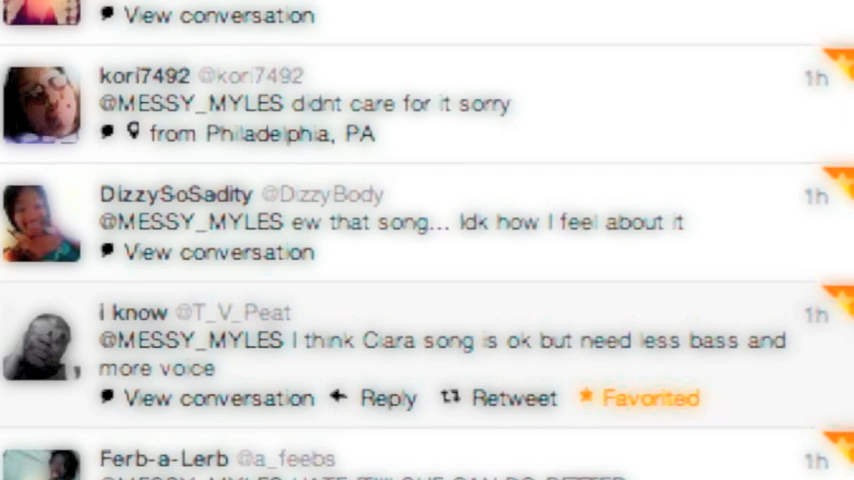 View conversation
kori7492 @kori7492 1h
@MESSY_MYLES didnt care for it sorry
from Philadelphia, PA
DizzySoSadity @DizzyBody 1h
@MESSY_MYLES ew that song... Idk how I feel about it
View conversation
i know @T_V_Peat 1h
@MESSY_MYLES I think Ciara song is ok but need less bass and
more voice
View conversation Reply Retweet Favorited
Ferb-a-Lerb @a_feebs 1h